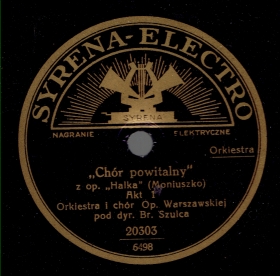 SYRENA-ELECTRO
SYRENA
NAGRANIE ELEKTRYCZNE
Orkiestra
„Chór powitalny"
z op. „Halka" (Moniuszko)
Akt 1
Orkiestra i chór Op. Warszawskiej
pod dyr. Br. Szulca
20303
6498